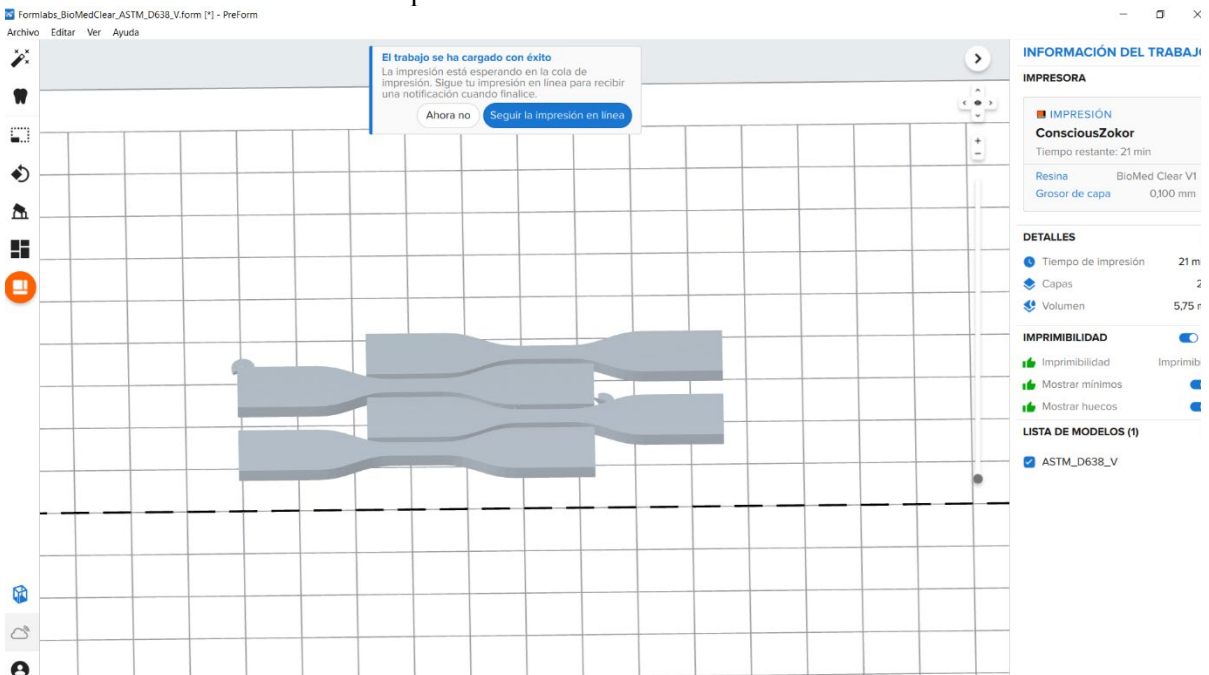 Formlabs_BioMedClear_ASTM_D638_V.form [*] - PreForm
Archivo Editar Ver Ayuda
El trabajo se ha cargado con éxito
La impresión está esperando en la cola de
impresión. Sigue tu impresión en línea para recibir
una notificación cuando finalice.
Ahora no Seguir la impresión en línea
INFORMACIÓN DEL TRABAJ
IMPRESORA
IMPRESIÓN
ConsciousZokor
Tiempo restante: 21 min
Resina BioMed Clear V1
Grosor de capa 0,100 mm
DETALLES
Tiempo de impresión 21 m
Capas 2
Volumen 5,75
IMPRIMIBILIDAD
Imprimibilidad Imprimib
Mostrar mínimos
Mostrar huecos
LISTA DE MODELOS (1)
ASTM_D638_V